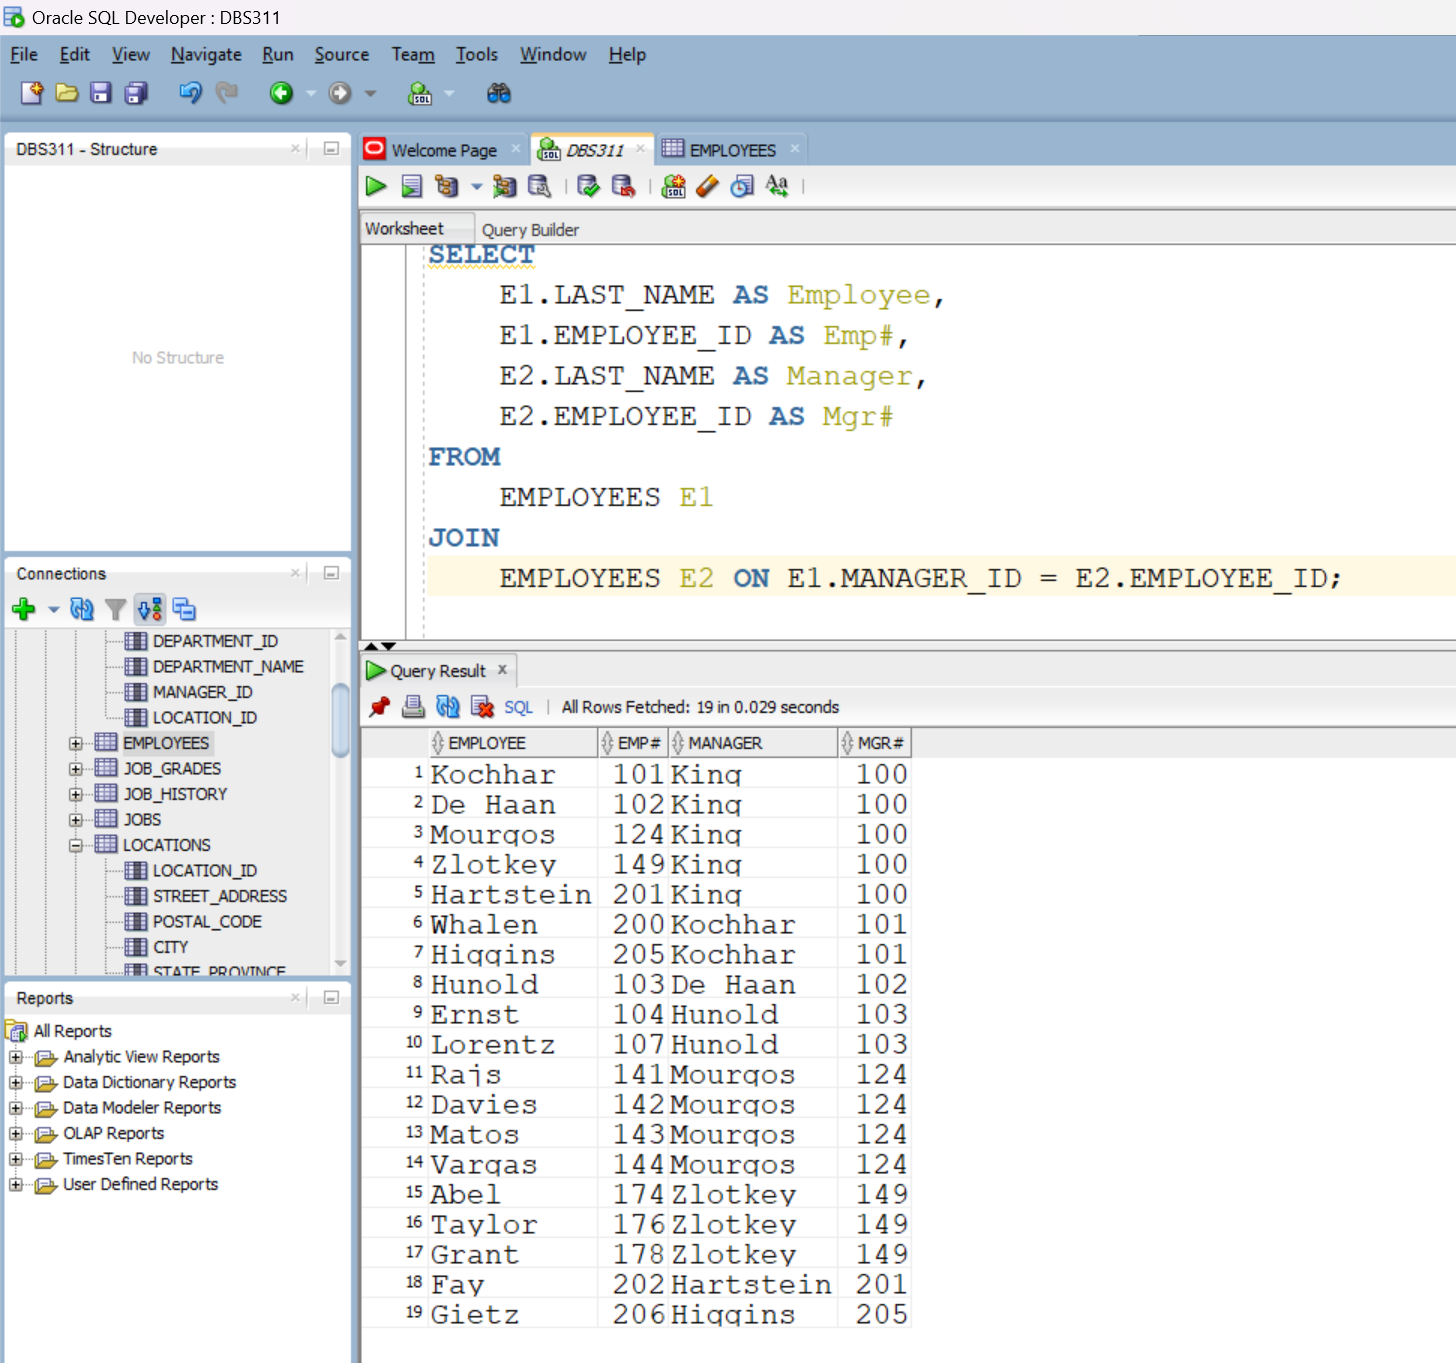 Oracle SQL Developer : DBS311
File Edit View Navigate Run Source Team Tools Window Help
DBS311 - Structure
No Structure
Connections
DEPARTMENT_ID
DEPARTMENT_NAME
MANAGER_ID
LOCATION_ID
EMPLOYEES
JOB_GRADES
JOB_HISTORY
JOBS
LOCATIONS
LOCATION_ID
STREET_ADDRESS
POSTAL_CODE
CITY
STATE_PROVINCE
Reports
All Reports
Analytic View Reports
Data Dictionary Reports
Data Modeler Reports
OLAP Reports
TimesTen Reports
User Defined Reports
Welcome Page DBS311 EMPLOYEES
Worksheet Query Builder
SELECT
E1.LAST_NAME AS Employee,
E1.EMPLOYEE_ID AS Emp#,
E2.LAST_NAME AS Manager,
E2.EMPLOYEE_ID AS Mgr#
FROM
EMPLOYEES E1
JOIN
EMPLOYEES E2 ON E1.MANAGER_ID = E2.EMPLOYEE_ID;
Query Result
SQL | All Rows Fetched: 19 in 0.029 seconds
EMPLOYEE EMP# MANAGER MGR#
1 Kochhar 101 King 100
2 De Haan 102 King 100
3 Mourgos 124 King 100
4 Zlotkey 149 King 100
5 Hartstein 201 King 100
6 Whalen 200 Kochhar 101
7 Higgins 205 Kochhar 101
8 Hunold 103 De Haan 102
9 Ernst 104 Hunold 103
10 Lorentz 107 Hunold 103
11 Rajs 141 Mourgos 124
12 Davies 142 Mourgos 124
13 Matos 143 Mourgos 124
14 Vargas 144 Mourgos 124
15 Abel 174 Zlotkey 149
16 Taylor 176 Zlotkey 149
17 Grant 178 Zlotkey 149
18 Fay 202 Hartstein 201
19 Gietz 206 Higgins 205